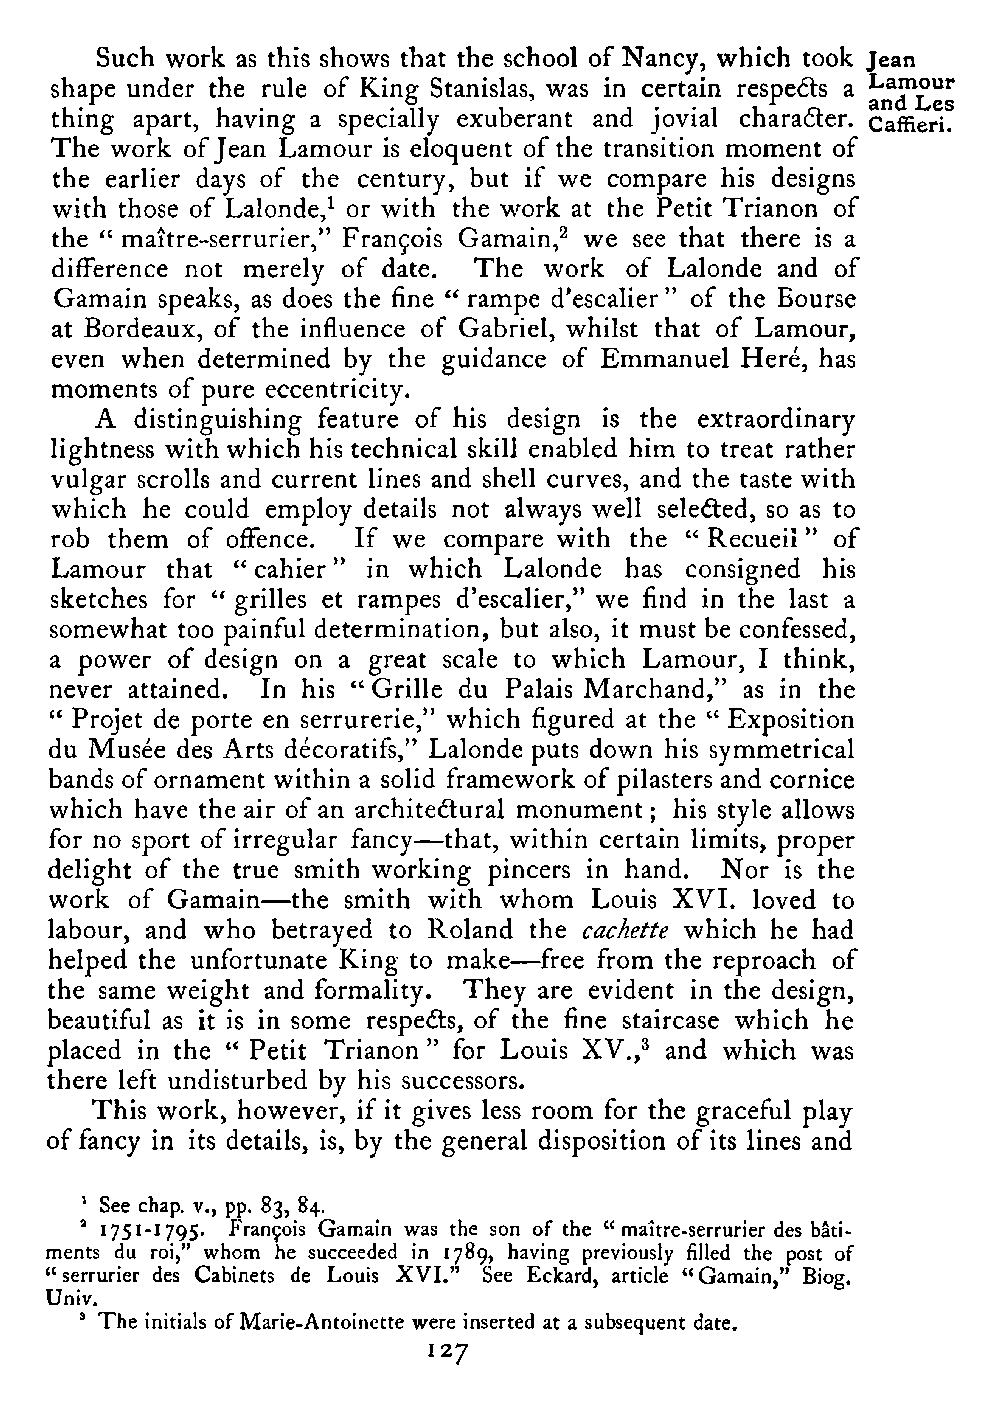 Such work as this shows that the school of Nancy, which took
shape under the rule of King Stanislas, was in certain respects a
thing apart, having a specially exuberant and jovial character.
The work of Jean Lamour is eloquent of the transition moment of
the earlier days of the century, but if we compare his designs
with those of Lalonde,¹ or with the work at the Petit Trianon of
the “ maître-serrurier,” François Gamain,² we see that there is a
difference not merely of date. The work of Lalonde and of
Gamain speaks, as does the fine “ rampe d’escalier ” of the Bourse
at Bordeaux, of the influence of Gabriel, whilst that of Lamour,
even when determined by the guidance of Emmanuel Heré, has
moments of pure eccentricity.
Jean
Lamour
and Les
Caffieri.
A distinguishing feature of his design is the extraordinary
lightness with which his technical skill enabled him to treat rather
vulgar scrolls and current lines and shell curves, and the taste with
which he could employ details not always well selected, so as to
rob them of offence. If we compare with the “ Recueil ” of
Lamour that “ cahier ” in which Lalonde has consigned his
sketches for “ grilles et rampes d’escalier,” we find in the last a
somewhat too painful determination, but also, it must be confessed,
a power of design on a great scale to which Lamour, I think,
never attained. In his “ Grille du Palais Marchand,” as in the
“ Projet de porte en serrurerie,” which figured at the “ Exposition
du Musée des Arts décoratifs,” Lalonde puts down his symmetrical
bands of ornament within a solid framework of pilasters and cornice
which have the air of an architectural monument ; his style allows
for no sport of irregular fancy—that, within certain limits, proper
delight of the true smith working pincers in hand. Nor is the
work of Gamain—the smith with whom Louis XVI. loved to
labour, and who betrayed to Roland the cachette which he had
helped the unfortunate King to make—free from the reproach of
the same weight and formality. They are evident in the design,
beautiful as it is in some respects, of the fine staircase which he
placed in the “ Petit Trianon ” for Louis XV.,³ and which was
there left undisturbed by his successors.
This work, however, if it gives less room for the graceful play
of fancy in its details, is, by the general disposition of its lines and
¹ See chap. v., pp. 83, 84.
² 1751-1795. François Gamain was the son of the “ maître-serrurier des bâti-
ments du roi,” whom he succeeded in 1789, having previously filled the post of
“ serrurier des Cabinets de Louis XVI.” See Eckard, article “ Gamain,” Biog.
Univ.
³ The initials of Marie-Antoinette were inserted at a subsequent date.
127